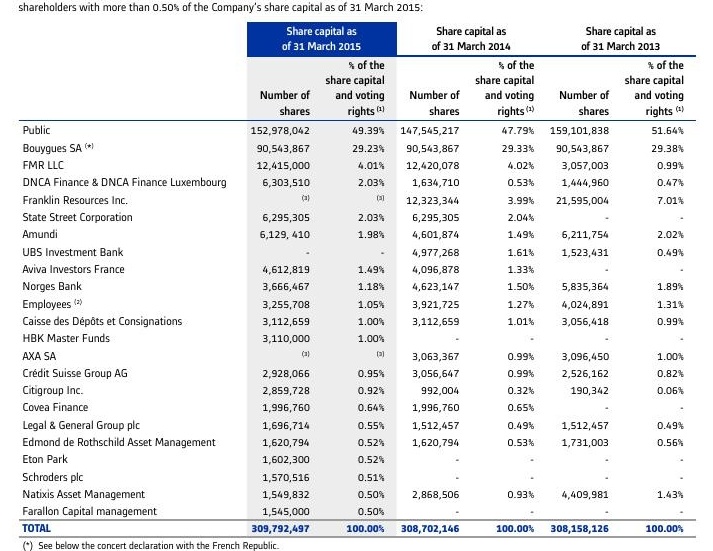 shareholders with more than 0.50% of the Company's share capital as of 31 March 2015:
Share capital as of 31 March 2015 Share capital as of 31 March 2014 Share capital as of 31 March 2013
Number of shares % of the share capital and voting rights (1) Number of shares % of the share capital and voting rights (1) Number of shares % of the share capital and voting rights (1)
Public 152,978,042 49.39% 147,545,217 47.79% 159,101,838 51.64%
Bouygues SA (*) 90,543,867 29.23% 90,543,867 29.33% 90,543,867 29.38%
FMR LLC 12,415,000 4.01% 12,420,078 4.02% 3,057,003 0.99%
DNCA Finance & DNCA Finance Luxembourg 6,303,510 2.03% 1,634,710 0.53% 1,444,960 0.47%
Franklin Resources Inc. (3) (3) 12,323,344 3.99% 21,595,004 7.01%
State Street Corporation 6,295,305 2.03% 6,295,305 2.04% - -
Amundi 6,129, 410 1.98% 4,601,874 1.49% 6,211,754 2.02%
UBS Investment Bank - - 4,977,268 1.61% 1,523,431 0.49%
Aviva Investors France 4,612,819 1.49% 4,096,878 1.33% - -
Norges Bank 3,666,467 1.18% 4,623,147 1.50% 5,835,364 1.89%
Employees (2) 3,255,708 1.05% 3,921,725 1.27% 4,024,891 1.31%
Caisse des Dépôts et Consignations 3,112,659 1.00% 3,112,659 1.01% 3,056,418 0.99%
HBK Master Funds 3,110,000 1.00% - - - -
AXA SA (3) (3) 3,063,367 0.99% 3,096,450 1.00%
Crédit Suisse Group AG 2,928,066 0.95% 3,056,647 0.99% 2,526,162 0.82%
Citigroup Inc. 2,859,728 0.92% 992,004 0.32% 190,342 0.06%
Covea Finance 1,996,760 0.64% 1,996,760 0.65% - -
Legal & General Group plc 1,696,714 0.55% 1,512,457 0.49% 1,512,457 0.49%
Edmond de Rothschild Asset Management 1,620,794 0.52% 1,620,794 0.53% 1,731,003 0.56%
Eton Park 1,602,300 0.52% - - - -
Schroders plc 1,570,516 0.51% - - - -
Natixis Asset Management 1,549,832 0.50% 2,868,506 0.93% 4,409,981 1.43%
Farallon Capital management 1,545,000 0.50% - - - -
TOTAL 309,792,497 100.00% 308,702,146 100.00% 308,158,126 100.00%
(*) See below the concert declaration with the French Republic.